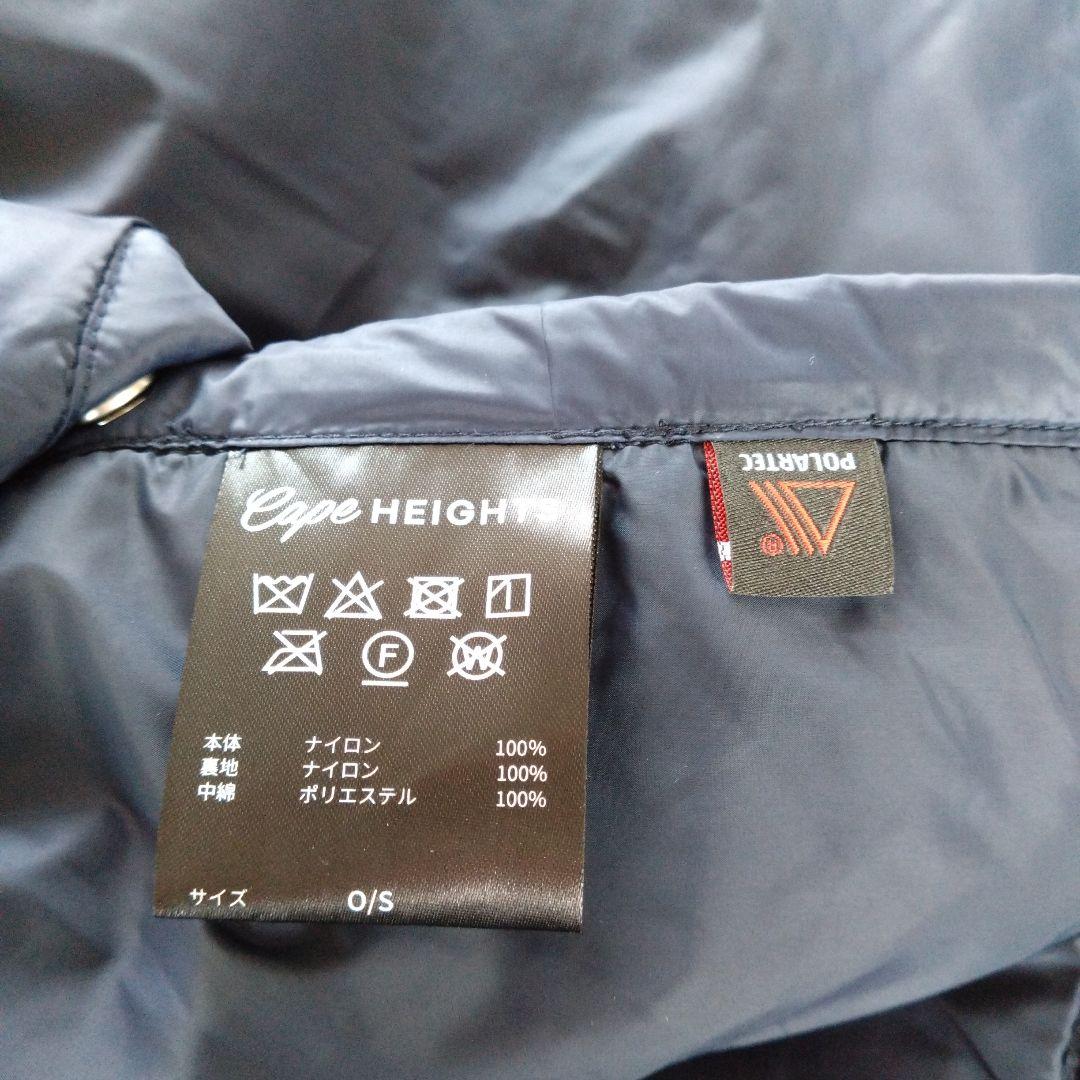 Cape HEIGHTS
F
W
本体 ナイロン 100%
裏地 ナイロン 100%
中綿 ポリエステル 100%
サイズ O/S
POLARTEC
®